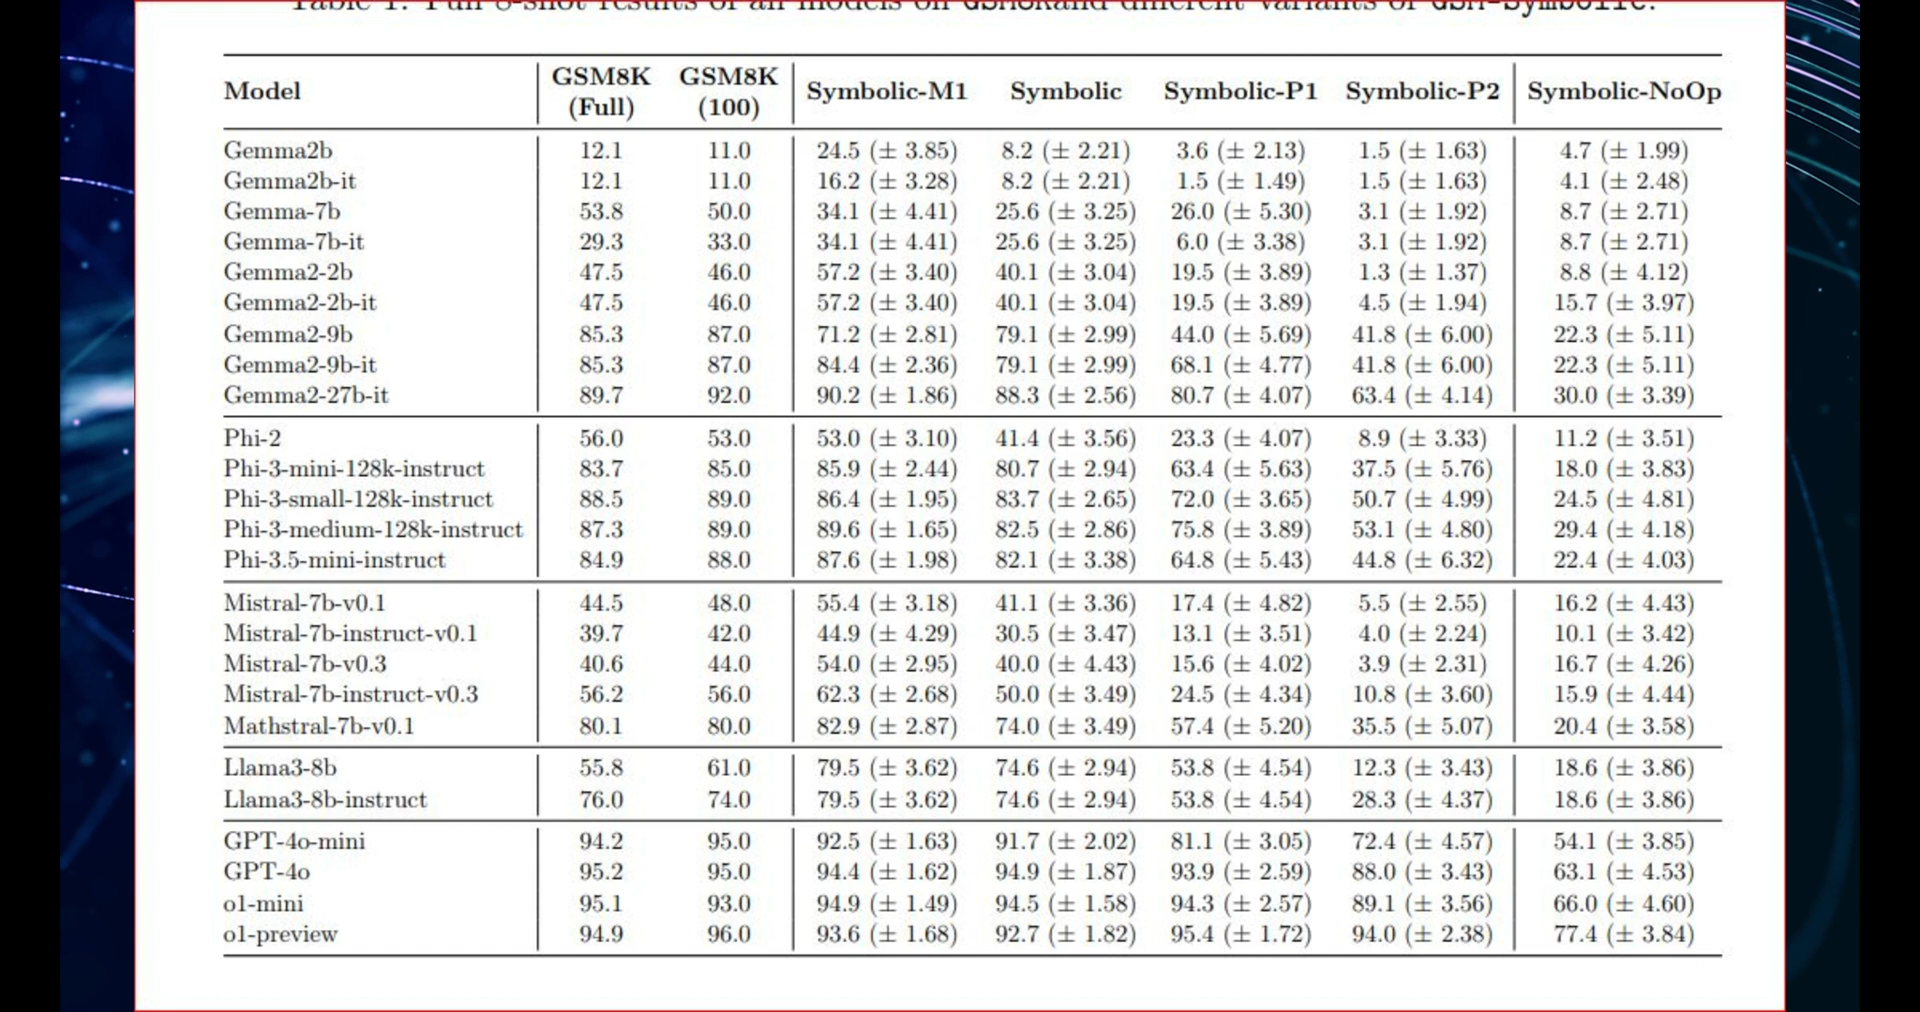 Table 1: Full 8-shot results of all models on GSM8K and different variants of GSM-Symbolic.
Model GSM8K (Full) GSM8K (100) Symbolic-M1 Symbolic Symbolic-P1 Symbolic-P2 Symbolic-NoOp
Gemma2b 12.1 11.0 24.5 (± 3.85) 8.2 (± 2.21) 3.6 (± 2.13) 1.5 (± 1.63) 4.7 (± 1.99)
Gemma2b-it 12.1 11.0 16.2 (± 3.28) 8.2 (± 2.21) 1.5 (± 1.49) 1.5 (± 1.63) 4.1 (± 2.48)
Gemma-7b 53.8 50.0 34.1 (± 4.41) 25.6 (± 3.25) 26.0 (± 5.30) 3.1 (± 1.92) 8.7 (± 2.71)
Gemma-7b-it 29.3 33.0 34.1 (± 4.41) 25.6 (± 3.25) 6.0 (± 3.38) 3.1 (± 1.92) 8.7 (± 2.71)
Gemma2-2b 47.5 46.0 57.2 (± 3.40) 40.1 (± 3.04) 19.5 (± 3.89) 1.3 (± 1.37) 8.8 (± 4.12)
Gemma2-2b-it 47.5 46.0 57.2 (± 3.40) 40.1 (± 3.04) 19.5 (± 3.89) 4.5 (± 1.94) 15.7 (± 3.97)
Gemma2-9b 85.3 87.0 71.2 (± 2.81) 79.1 (± 2.99) 44.0 (± 5.69) 41.8 (± 6.00) 22.3 (± 5.11)
Gemma2-9b-it 85.3 87.0 84.4 (± 2.36) 79.1 (± 2.99) 68.1 (± 4.77) 41.8 (± 6.00) 22.3 (± 5.11)
Gemma2-27b-it 89.7 92.0 90.2 (± 1.86) 88.3 (± 2.56) 80.7 (± 4.07) 63.4 (± 4.14) 30.0 (± 3.39)
Phi-2 56.0 53.0 53.0 (± 3.10) 41.4 (± 3.56) 23.3 (± 4.07) 8.9 (± 3.33) 11.2 (± 3.51)
Phi-3-mini-128k-instruct 83.7 85.0 85.9 (± 2.44) 80.7 (± 2.94) 63.4 (± 5.63) 37.5 (± 5.76) 18.0 (± 3.83)
Phi-3-small-128k-instruct 88.5 89.0 86.4 (± 1.95) 83.7 (± 2.65) 72.0 (± 3.65) 50.7 (± 4.99) 24.5 (± 4.81)
Phi-3-medium-128k-instruct 87.3 89.0 89.6 (± 1.65) 82.5 (± 2.86) 75.8 (± 3.89) 53.1 (± 4.80) 29.4 (± 4.18)
Phi-3.5-mini-instruct 84.9 88.0 87.6 (± 1.98) 82.1 (± 3.38) 64.8 (± 5.43) 44.8 (± 6.32) 22.4 (± 4.03)
Mistral-7b-v0.1 44.5 48.0 55.4 (± 3.18) 41.1 (± 3.36) 17.4 (± 4.82) 5.5 (± 2.55) 16.2 (± 4.43)
Mistral-7b-instruct-v0.1 39.7 42.0 44.9 (± 4.29) 30.5 (± 3.47) 13.1 (± 3.51) 4.0 (± 2.24) 10.1 (± 3.42)
Mistral-7b-v0.3 40.6 44.0 54.0 (± 2.95) 40.0 (± 4.43) 15.6 (± 4.02) 3.9 (± 2.31) 16.7 (± 4.26)
Mistral-7b-instruct-v0.3 56.2 56.0 62.3 (± 2.68) 50.0 (± 3.49) 24.5 (± 4.34) 10.8 (± 3.60) 15.9 (± 4.44)
Mathstral-7b-v0.1 80.1 80.0 82.9 (± 2.87) 74.0 (± 3.49) 57.4 (± 5.20) 35.5 (± 5.07) 20.4 (± 3.58)
Llama3-8b 55.8 61.0 79.5 (± 3.62) 74.6 (± 2.94) 53.8 (± 4.54) 12.3 (± 3.43) 18.6 (± 3.86)
Llama3-8b-instruct 76.0 74.0 79.5 (± 3.62) 74.6 (± 2.94) 53.8 (± 4.54) 28.3 (± 4.37) 18.6 (± 3.86)
GPT-4o-mini 94.2 95.0 92.5 (± 1.63) 91.7 (± 2.02) 81.1 (± 3.05) 72.4 (± 4.57) 54.1 (± 3.85)
GPT-4o 95.2 95.0 94.4 (± 1.62) 94.9 (± 1.87) 93.9 (± 2.59) 88.0 (± 3.43) 63.1 (± 4.53)
o1-mini 95.1 93.0 94.9 (± 1.49) 94.5 (± 1.58) 94.3 (± 2.57) 89.1 (± 3.56) 66.0 (± 4.60)
o1-preview 94.9 96.0 93.6 (± 1.68) 92.7 (± 1.82) 95.4 (± 1.72) 94.0 (± 2.38) 77.4 (± 3.84)